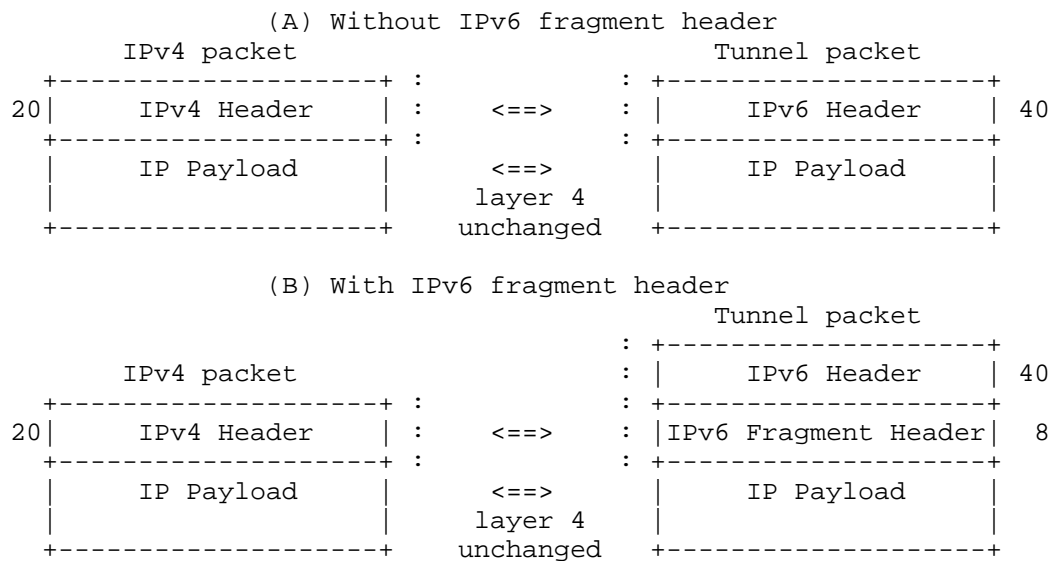 (A) Without IPv6 fragment header
       IPv4 packet                          Tunnel packet
  +--------------------+ :            : +--------------------+
20|     IPv4 Header    | :    <==>    : |     IPv6 Header    | 40
  +--------------------+ :            : +--------------------+
  |     IP Payload     |      <==>      |     IP Payload     |
  |                    |     layer 4    |                    |
  +--------------------+    unchanged   +--------------------+
                (B) With IPv6 fragment header
                                            Tunnel packet
                                      : +--------------------+
       IPv4 packet                    : |     IPv6 Header    | 40
  +--------------------+ :            : +--------------------+
20|     IPv4 Header    | :    <==>    : |IPv6 Fragment Header|  8
  +--------------------+ :            : +--------------------+
  |     IP Payload     |      <==>      |     IP Payload     |
  |                    |     layer 4    |                    |
  +--------------------+    unchanged   +--------------------+